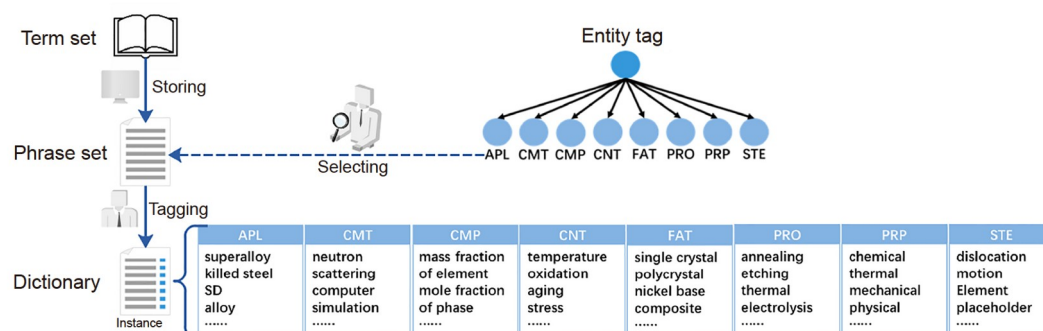 Term set
Entity tag
Storing
Phrase set
Selecting
APL CMT CMP CNT FAT PRO PRP STE
Tagging
Dictionary
Instance
APL
superalloy
killed steel
SD
alloy
......
CMT
neutron
scattering
computer
simulation
......
CMP
mass fraction
of element
mole fraction
of phase
......
CNT
temperature
oxidation
aging
stress
......
FAT
single crystal
polycrystal
nickel base
composite
......
PRO
annealing
etching
thermal
electrolysis
......
PRP
chemical
thermal
mechanical
physical
......
STE
dislocation
motion
Element
placeholder
......